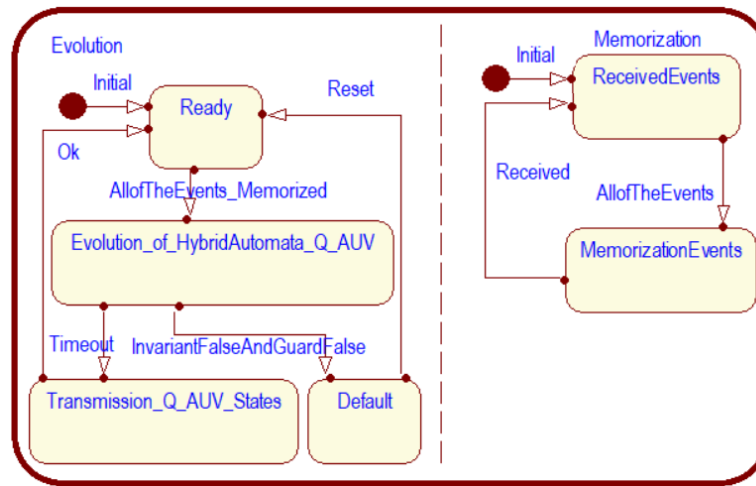 Evolution
Initial
Ready
Reset
Ok
AllofTheEvents_Memorized
Evolution_of_HybridAutomata_Q_AUV
Timeout
InvariantFalseAndGuardFalse
Transmission_Q_AUV_States
Default
Memorization
Initial
ReceivedEvents
Received
AllofTheEvents
MemorizationEvents